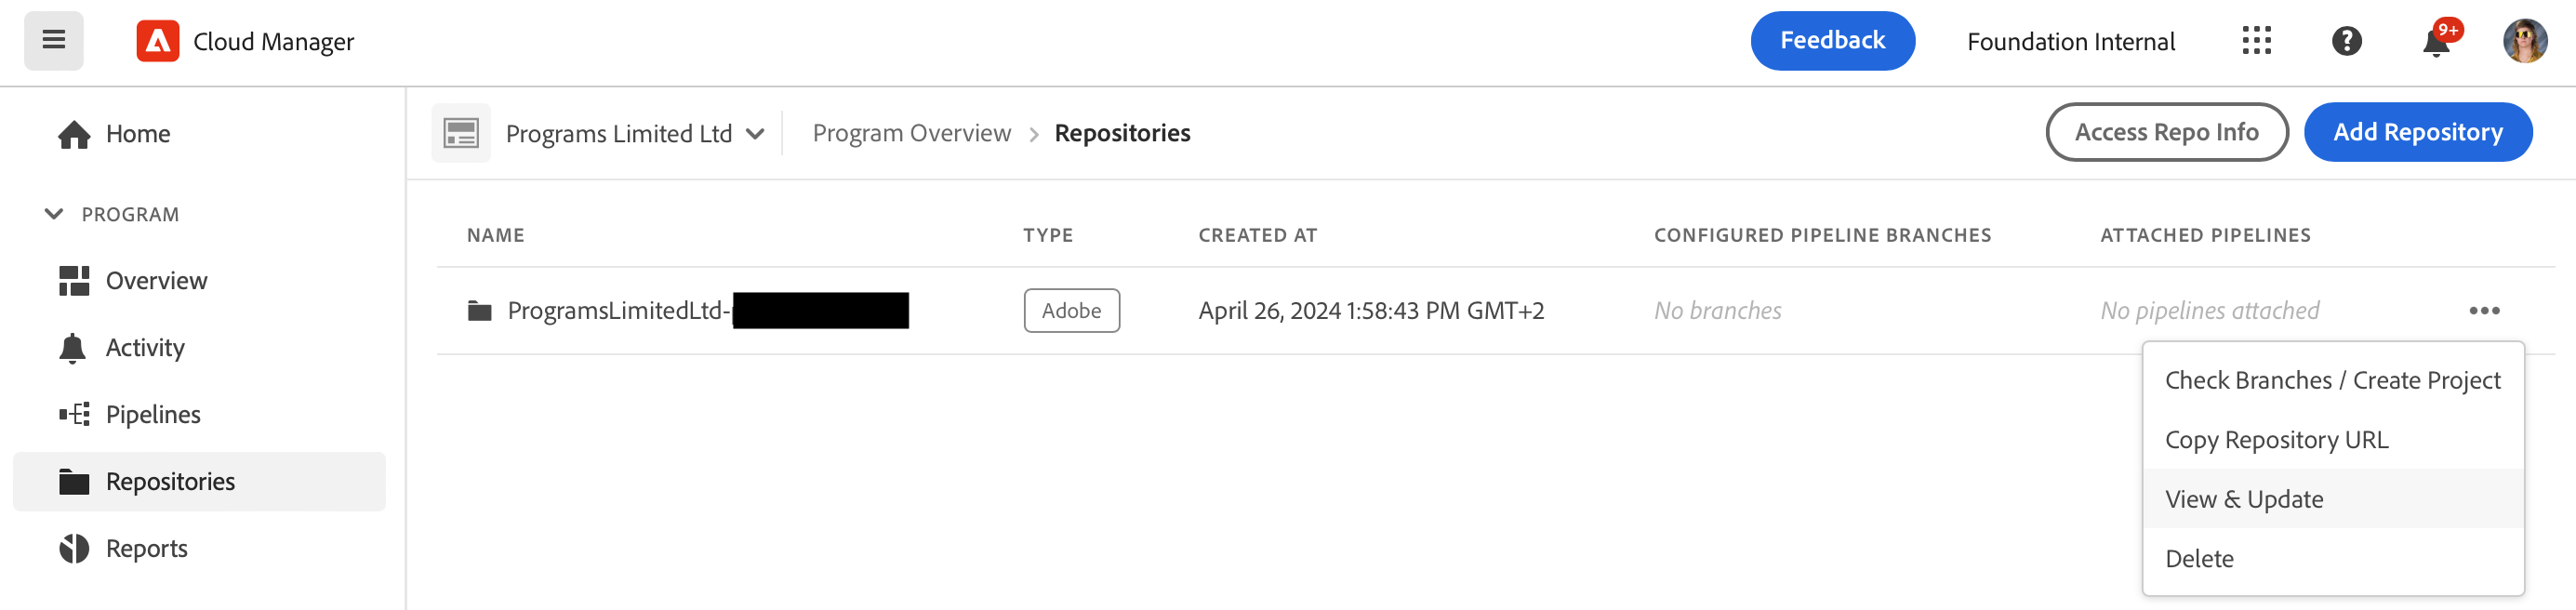 Cloud Manager
Feedback
Foundation Internal
9+
Home
Programs Limited Ltd
Program Overview
Repositories
Access Repo Info
Add Repository
PROGRAM
Overview
Activity
Pipelines
Repositories
Reports
NAME TYPE CREATED AT CONFIGURED PIPELINE BRANCHES ATTACHED PIPELINES
ProgramsLimitedLtd- Adobe April 26, 2024 1:58:43 PM GMT+2 No branches No pipelines attached
Check Branches / Create Project
Copy Repository URL
View & Update
Delete